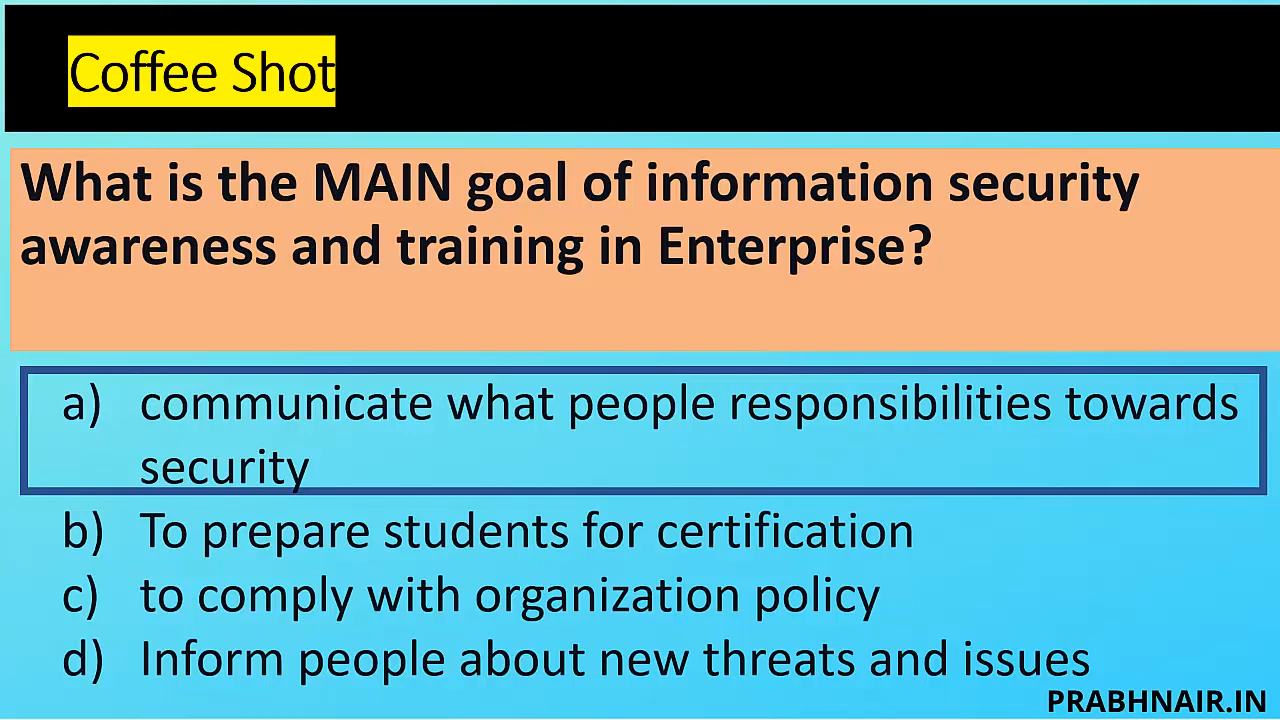 Coffee Shot
What is the MAIN goal of information security
awareness and training in Enterprise?
a) communicate what people responsibilities towards
security
b) To prepare students for certification
c) to comply with organization policy
d) Inform people about new threats and issues
PRABHNAIR.IN